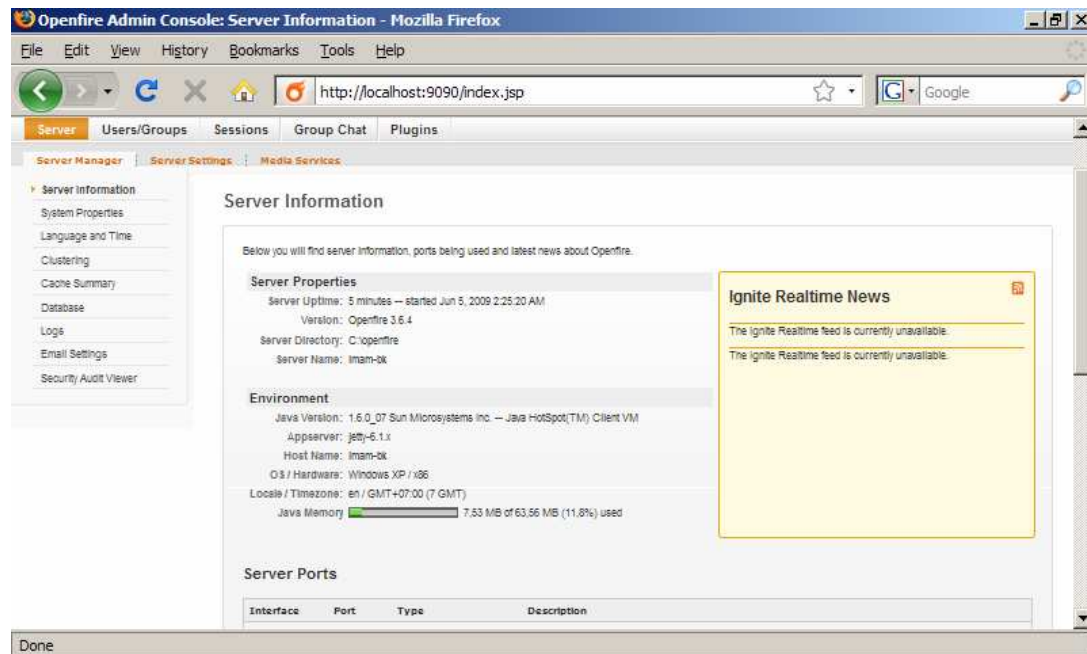 Openfire Admin Console: Server Information - Mozilla Firefox
File Edit View History Bookmarks Tools Help
http://localhost:9090/index.jsp
G Google
Server Users/Groups Sessions Group Chat Plugins
Server Manager Server Settings Media Services
Server Information
System Properties
Language and Time
Clustering
Cache Summary
Database
Logs
Email Settings
Security Audit Viewer
Server Information
Below you will find server information, ports being used and latest news about Openfire.
Server Properties
Server Uptime: 5 minutes -- started Jun 5, 2009 2:25:20 AM
Version: Openfire 3.6.4
Server Directory: C:\openfire
Server Name: imam-bk
Environment
Java Version: 1.6.0_07 Sun Microsystems Inc. -- Java HotSpot(TM) Client VM
Appserver: jetty-6.1.x
Host Name: imam-bk
OS / Hardware: Windows XP / x86
Locale / Timezone: en / GMT+07:00 (7 GMT)
Java Memory 7,53 MB of 63,56 MB (11,8%) used
Ignite Realtime News
The Ignite Realtime feed is currently unavailable.
The Ignite Realtime feed is currently unavailable.
Server Ports
Interface Port Type Description
Done